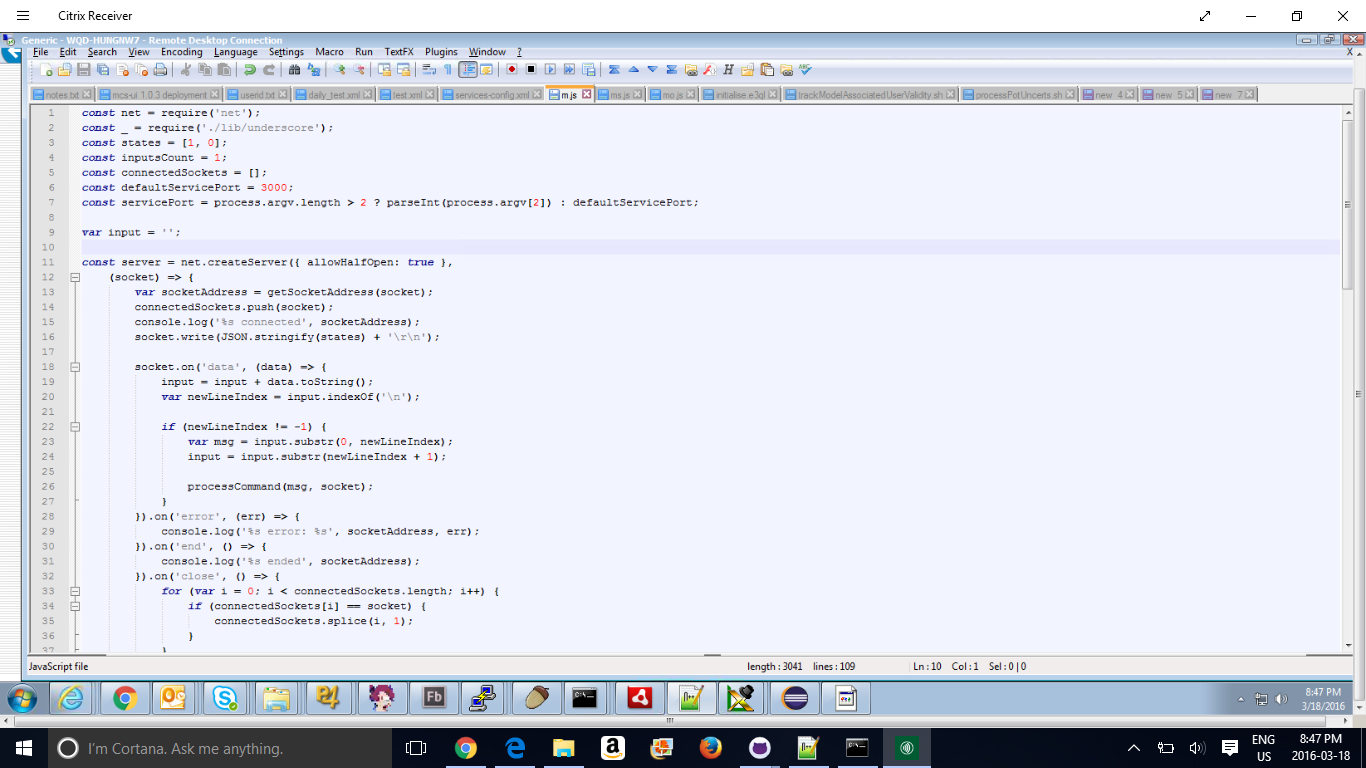 Citrix Receiver
Generic - WQD-HUNGNW7 - Remote Desktop Connection
File Edit Search View Encoding Language Settings Macro Run TextFX Plugins Window ?
X
notes.txt mcs-ui 1.0.3 deployment userid.txt daily_test.xml test.xml services-config.xml m.js ms.js mo.js initialise.e3ql trackModelAssociatedUserValidity.sh processPotUncerts.sh new 4 new 5 new 7
1 const net = require('net');
2 const _ = require('./lib/underscore');
3 const states = [1, 0];
4 const inputsCount = 1;
5 const connectedSockets = [];
6 const defaultServicePort = 3000;
7 const servicePort = process.argv.length > 2 ? parseInt(process.argv[2]) : defaultServicePort;
8
9 var input = '';
10
11 const server = net.createServer({ allowHalfOpen: true },
12 (socket) => {
13 var socketAddress = getSocketAddress(socket);
14 connectedSockets.push(socket);
15 console.log('%s connected', socketAddress);
16 socket.write(JSON.stringify(states) + '\r\n');
17
18 socket.on('data', (data) => {
19 input = input + data.toString();
20 var newLineIndex = input.indexOf('\n');
21
22 if (newLineIndex != -1) {
23 var msg = input.substr(0, newLineIndex);
24 input = input.substr(newLineIndex + 1);
25
26 processCommand(msg, socket);
27 }
28 }).on('error', (err) => {
29 console.log('%s error: %s', socketAddress, err);
30 }).on('end', () => {
31 console.log('%s ended', socketAddress);
32 }).on('close', () => {
33 for (var i = 0; i < connectedSockets.length; i++) {
34 if (connectedSockets[i] == socket) {
35 connectedSockets.splice(i, 1);
36 }
37 }
JavaScript file length : 3041 lines : 109 Ln : 10 Col : 1 Sel : 0 | 0
Fb
8:47 PM
3/18/2016
I'm Cortana. Ask me anything.
ENG
US
8:47 PM
2016-03-18